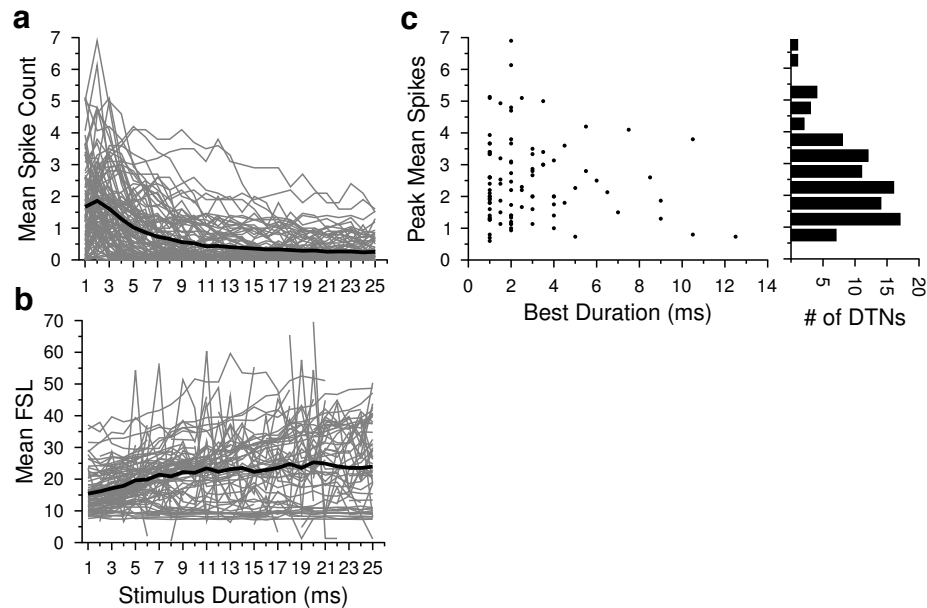 a
7
6
5
4
3
2
1
0
Mean Spike Count
1 3 5 7 9 11 13 15 17 19 21 23 25
b
70
60
50
40
30
20
10
0
Mean FSL
1 3 5 7 9 11 13 15 17 19 21 23 25
Stimulus Duration (ms)
c
7
6
5
4
3
2
1
0
Peak Mean Spikes
0 2 4 6 8 10 12 14
Best Duration (ms)
5 10 15 20
# of DTNs